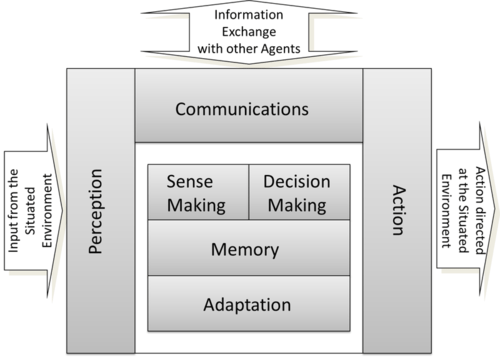 Information
Exchange
with other Agents
Communications
Input from the
Situated
Environment
Perception
Sense
Making
Decision
Making
Memory
Adaptation
Action
Action directed
at the Situated
Environment